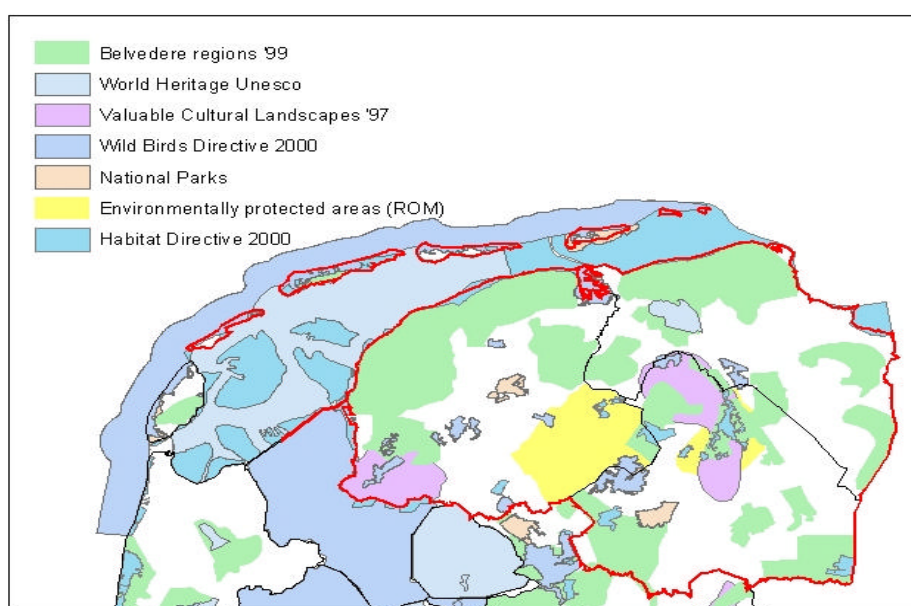 Belvedere regions '99
World Heritage Unesco
Valuable Cultural Landscapes '97
Wild Birds Directive 2000
National Parks
Environmentally protected areas (ROM)
Habitat Directive 2000